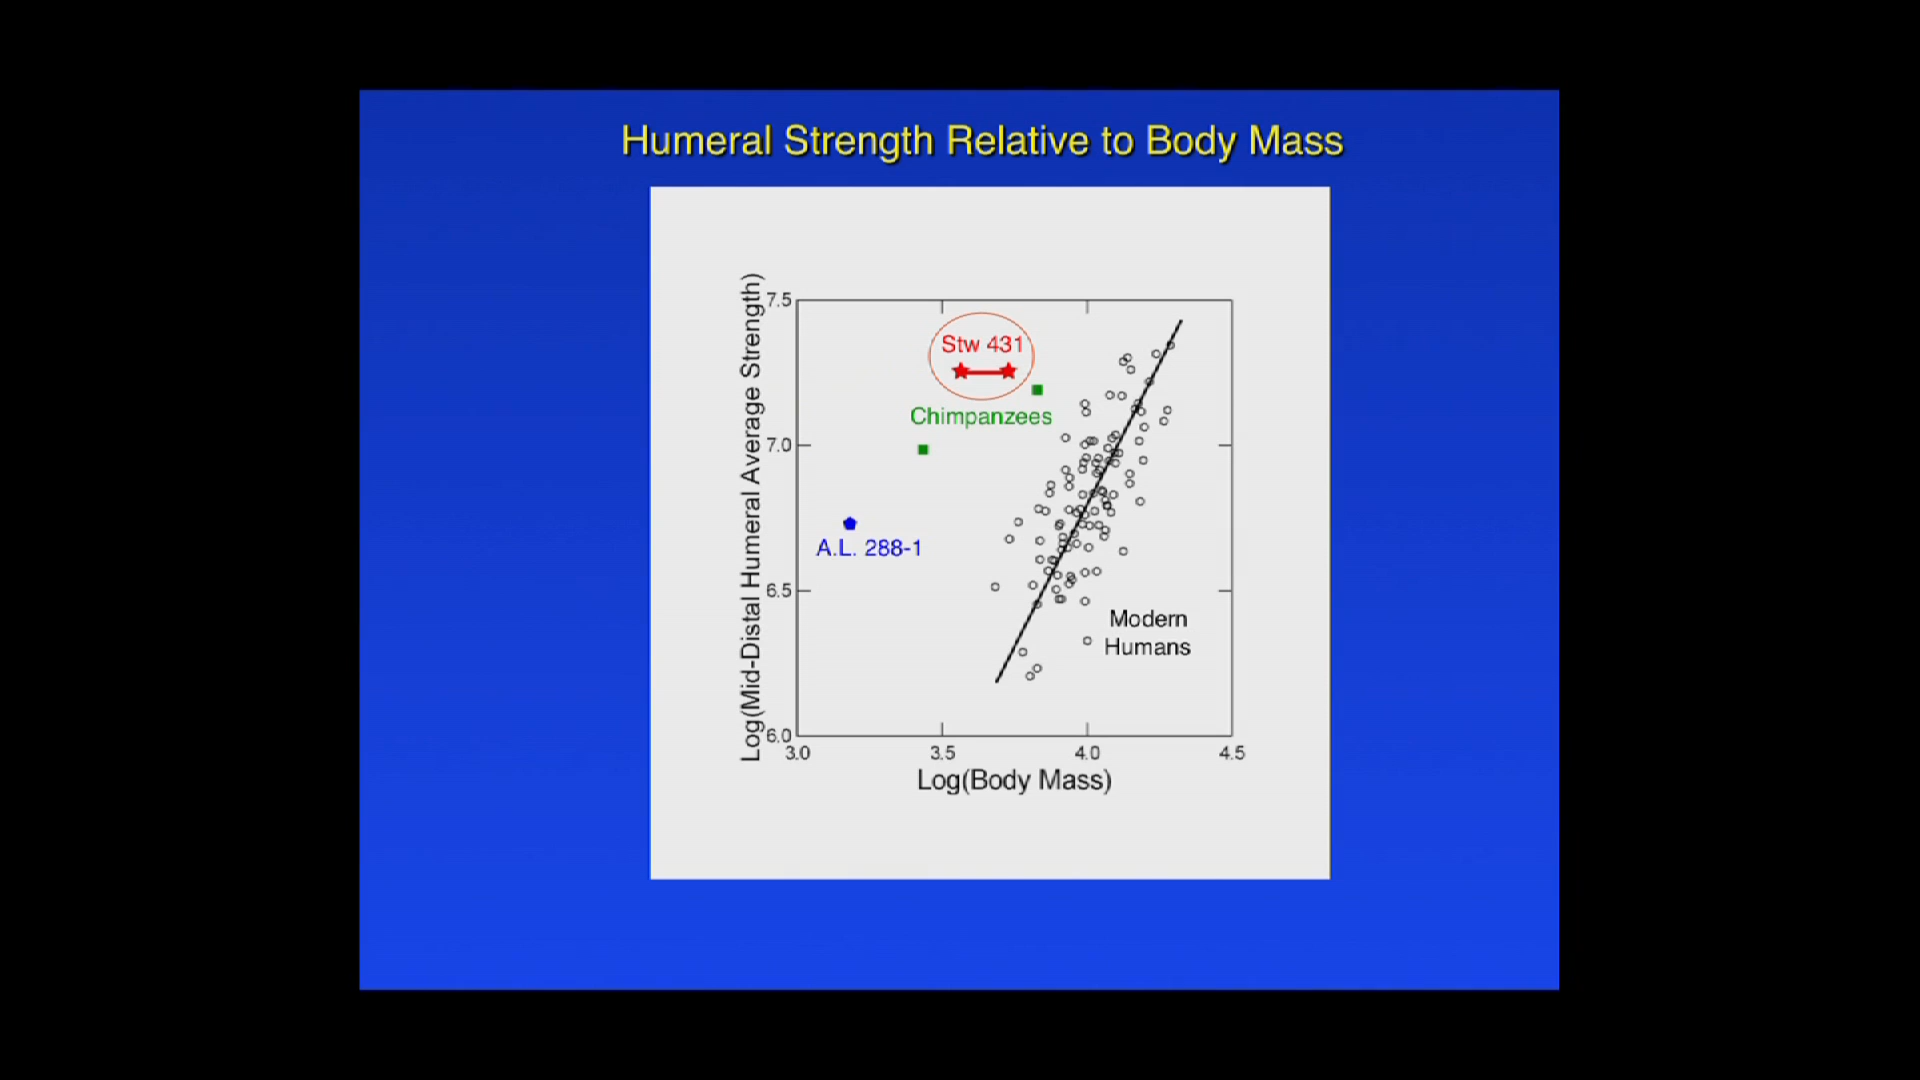 Humeral Strength Relative to Body Mass
Log(Mid-Distal Humeral Average Strength)
7.5
7.0
6.5
6.0
Stw 431
Chimpanzees
A.L. 288-1
Modern
Humans
3.0
3.5
4.0
4.5
Log(Body Mass)